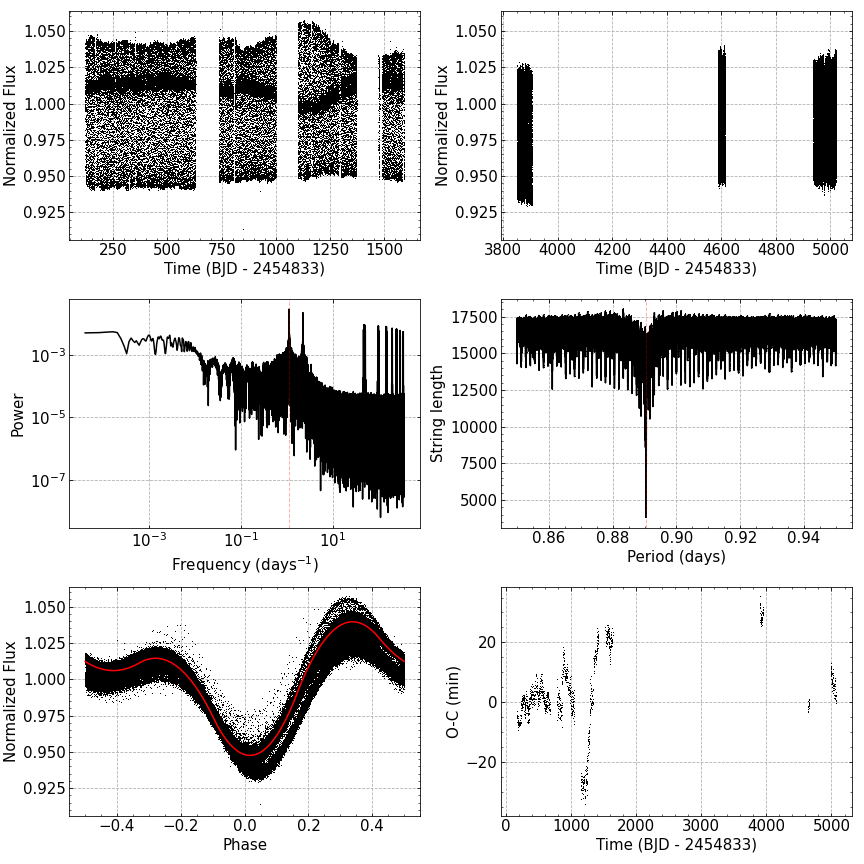 1.050
1.025
1.000
0.975
0.950
0.925
Normalized Flux
250 500 750 1000 1250 1500
Time (BJD - 2454833)
1.050
1.025
1.000
0.975
0.950
0.925
Normalized Flux
3800 4000 4200 4400 4600 4800 5000
Time (BJD - 2454833)
10⁻³
10⁻⁵
10⁻⁷
Power
10⁻³ 10⁻¹ 10¹
Frequency (days⁻¹)
17500
15000
12500
10000
7500
5000
String length
0.86 0.88 0.90 0.92 0.94
Period (days)
1.050
1.025
1.000
0.975
0.950
0.925
Normalized Flux
−0.4 −0.2 0.0 0.2 0.4
Phase
20
0
−20
O-C (min)
0 1000 2000 3000 4000 5000
Time (BJD - 2454833)